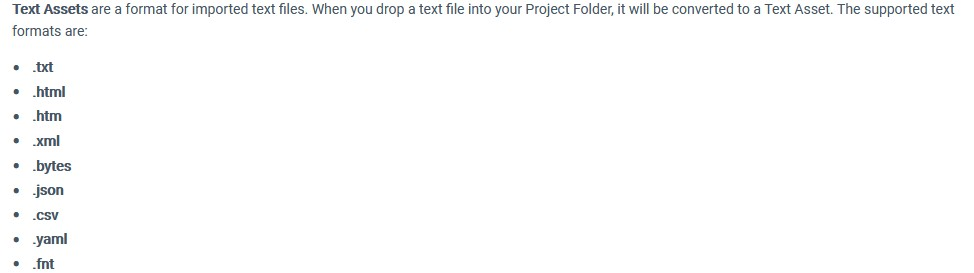 Text Assets are a format for imported text files. When you drop a text file into your Project Folder, it will be converted to a Text Asset. The supported text
formats are:
• .txt
• .html
• .htm
• .xml
• .bytes
• .json
• .csv
• .yaml
• .fnt